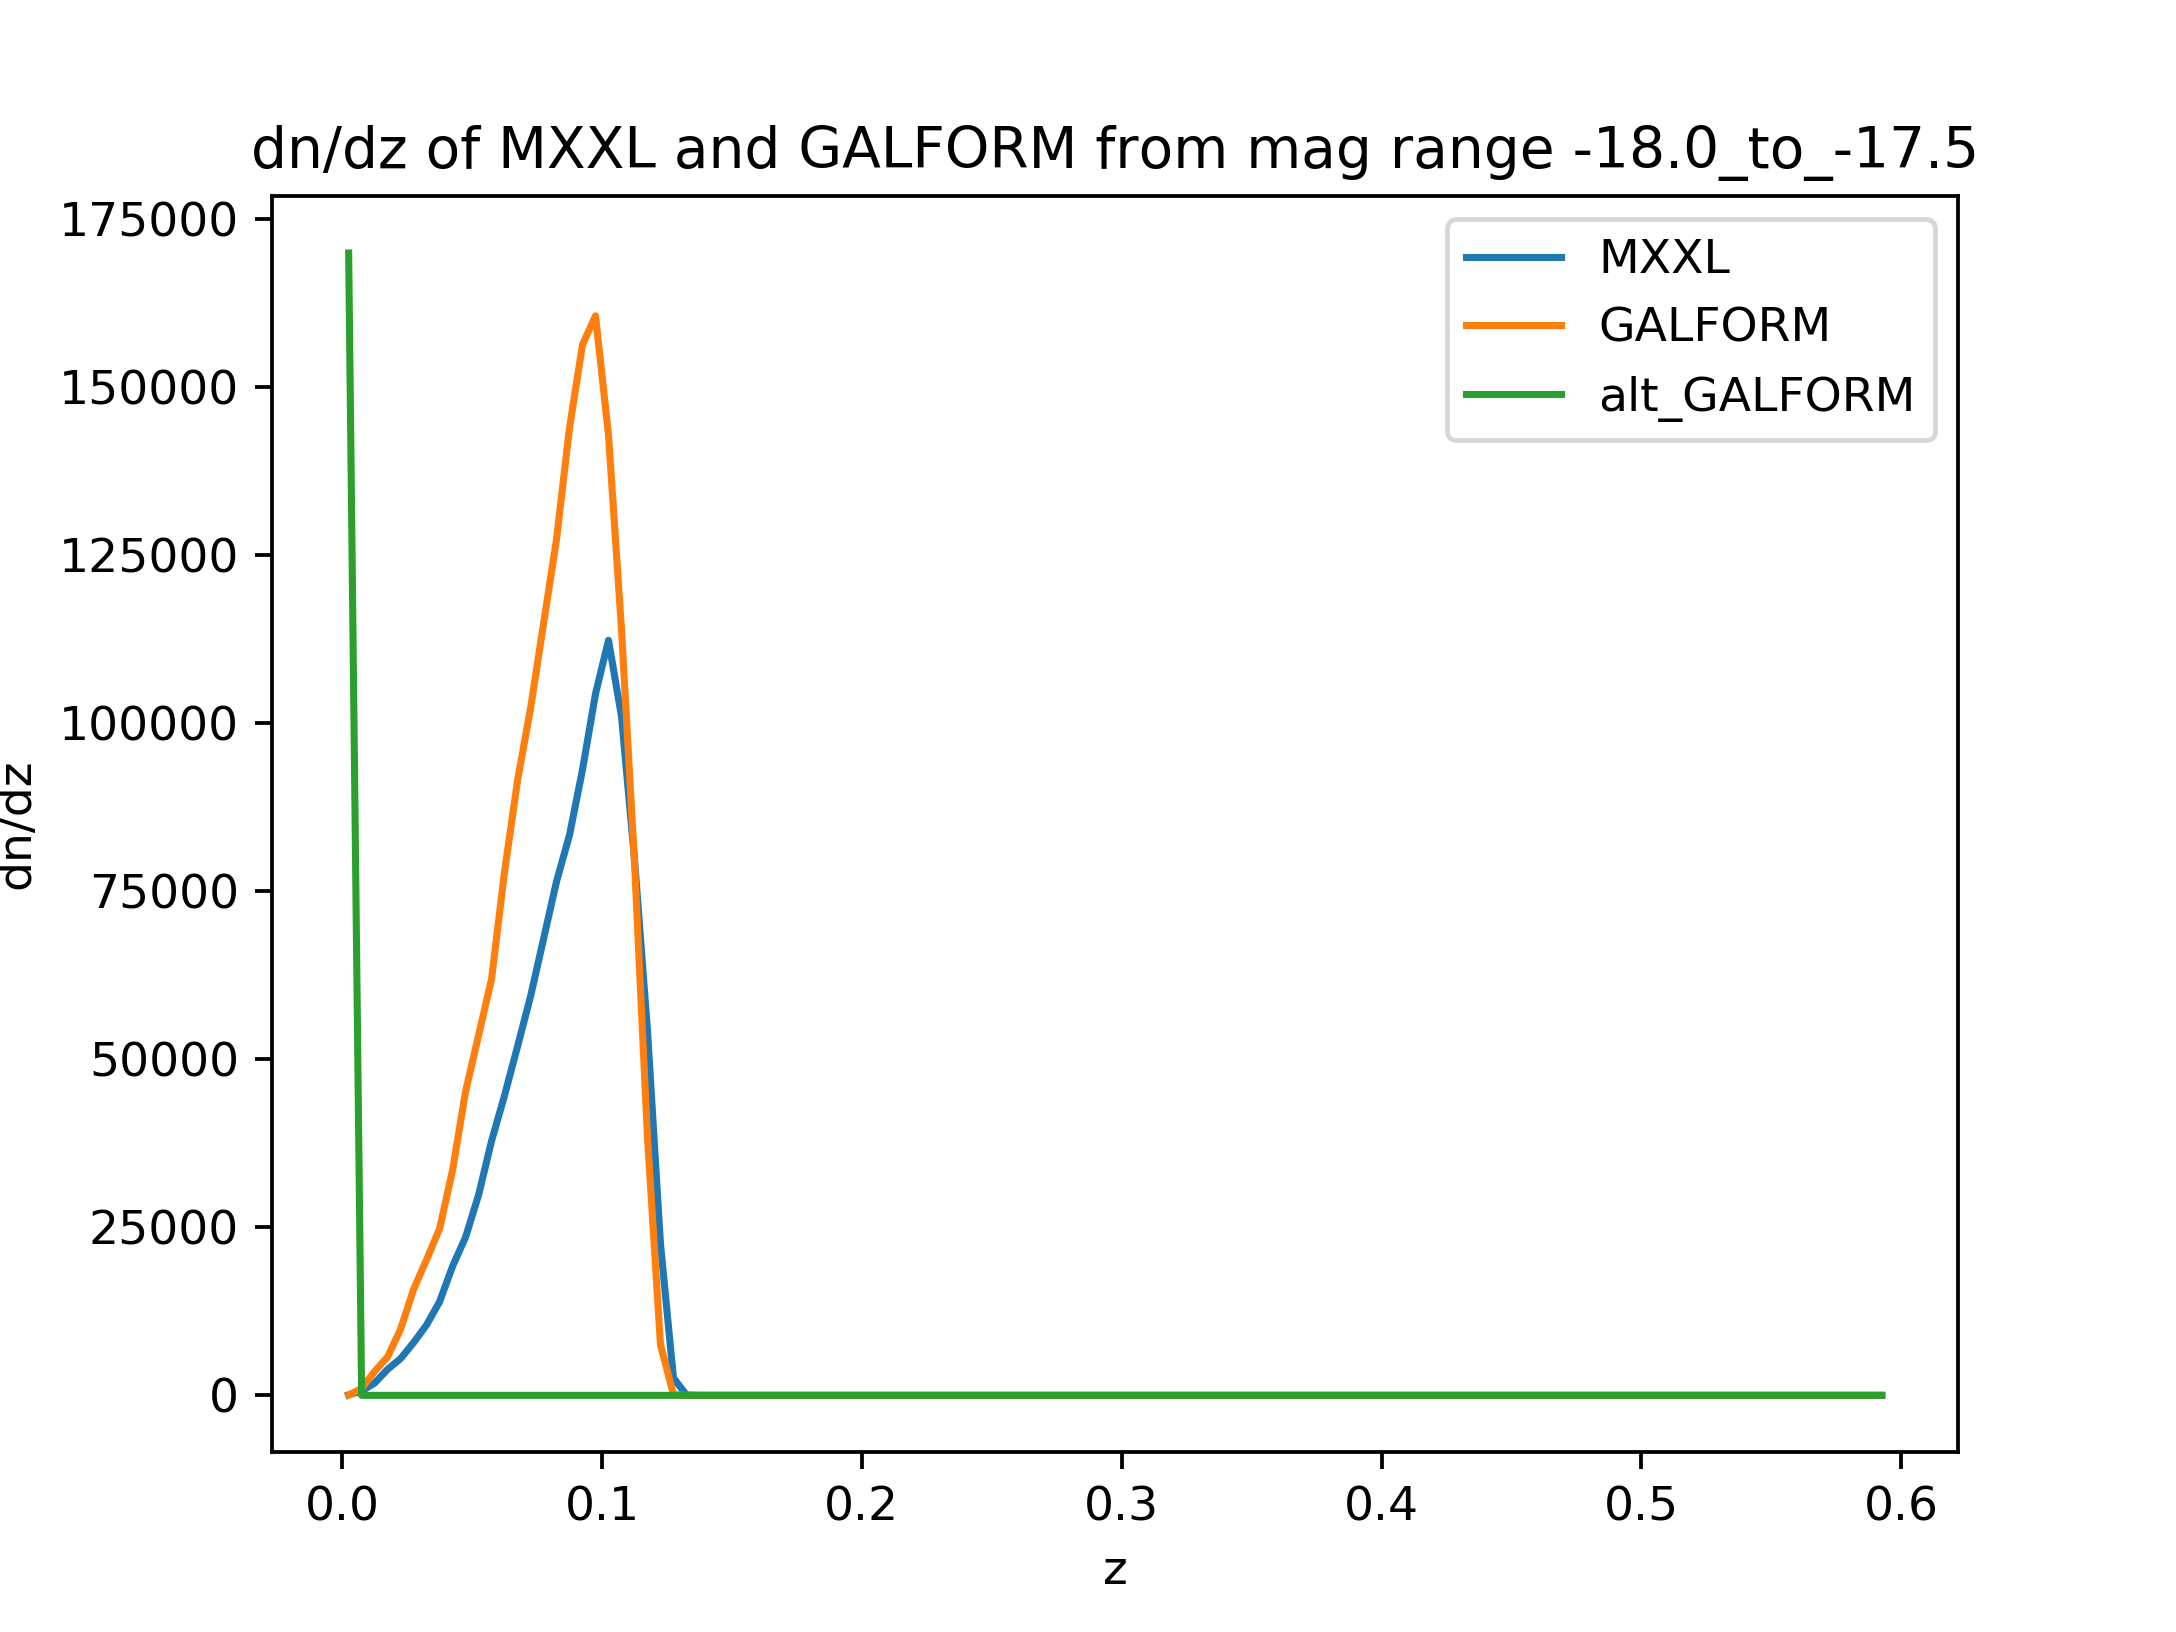 dn/dz of MXXL and GALFORM from mag range -18.0_to_-17.5
175000
150000
125000
100000
75000
50000
25000
0
dn/dz
MXXL
GALFORM
alt_GALFORM
0.0 0.1 0.2 0.3 0.4 0.5 0.6
z